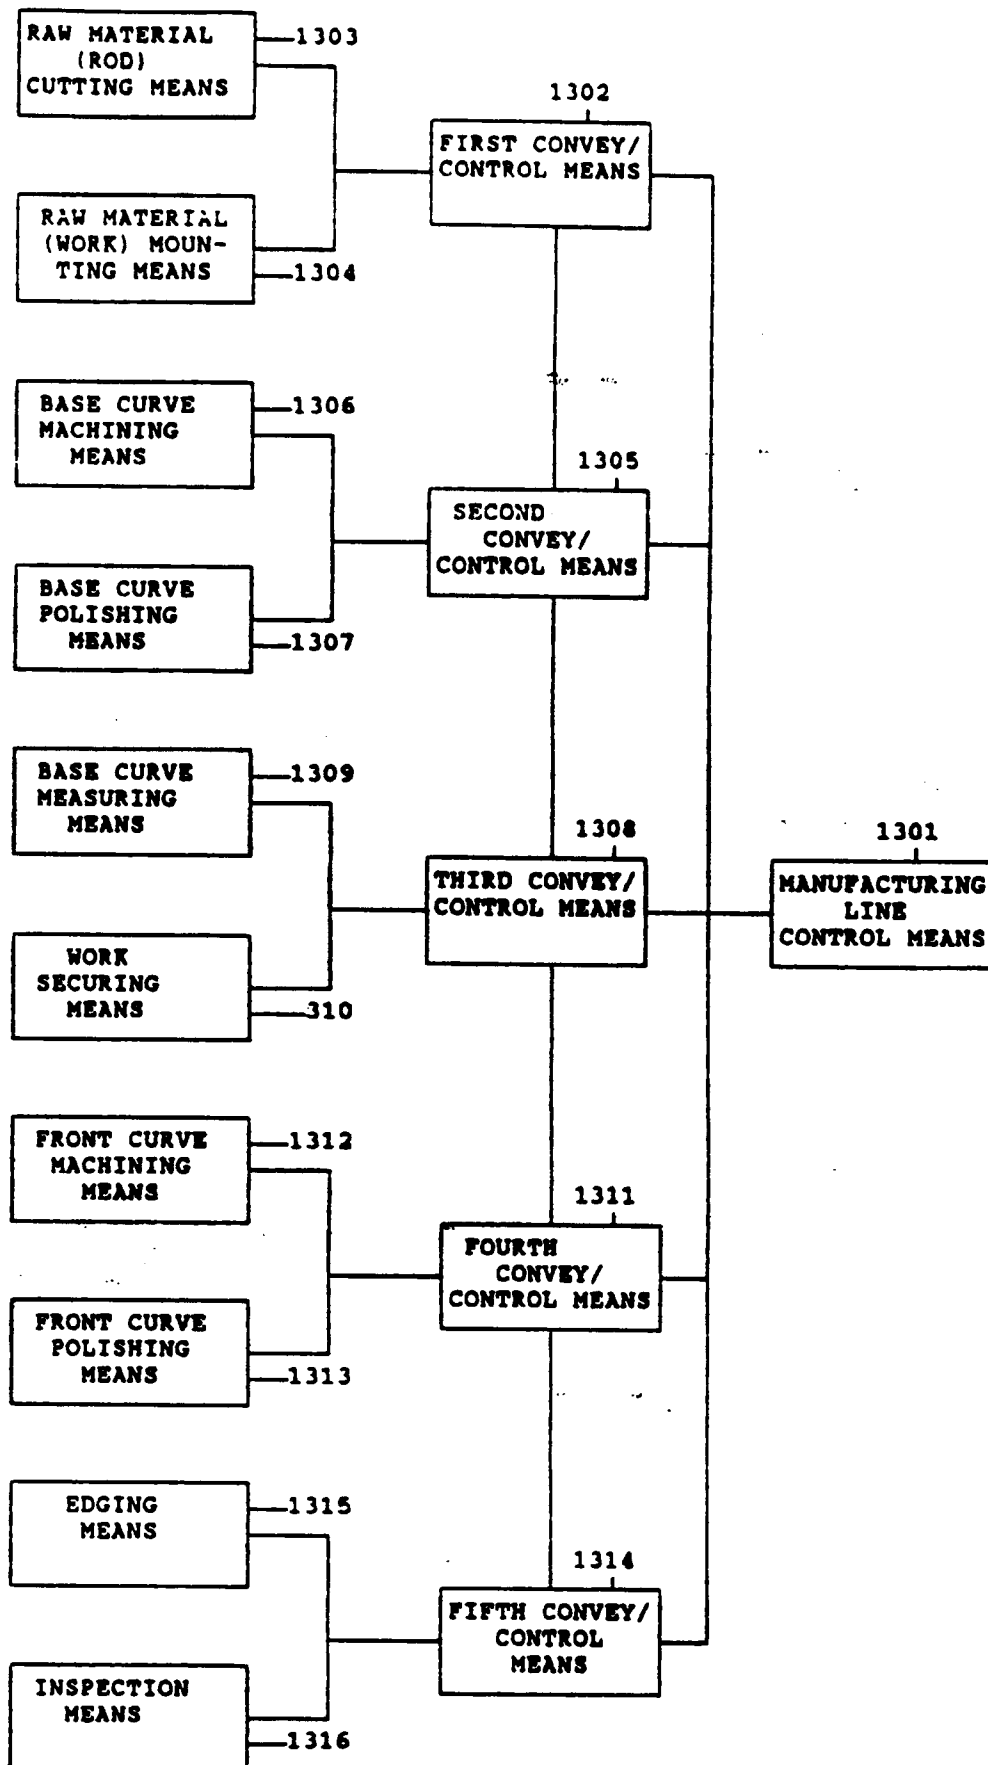 RAW MATERIAL
(ROD)
CUTTING MEANS
1303
RAW MATERIAL
(WORK) MOUN-
TING MEANS
1304
1302
FIRST CONVEY/
CONTROL MEANS
BASE CURVE
MACHINING
MEANS
1306
BASE CURVE
POLISHING
MEANS
1307
1305
SECOND
CONVEY/
CONTROL MEANS
BASE CURVE
MEASURING
MEANS
1309
WORK
SECURING
MEANS
310
1308
THIRD CONVEY/
CONTROL MEANS
1301
MANUFACTURING
LINE
CONTROL MEANS
FRONT CURVE
MACHINING
MEANS
1312
FRONT CURVE
POLISHING
MEANS
1313
1311
FOURTH
CONVEY/
CONTROL MEANS
EDGING
MEANS
1315
INSPECTION
MEANS
1316
1314
FIFTH CONVEY/
CONTROL
MEANS